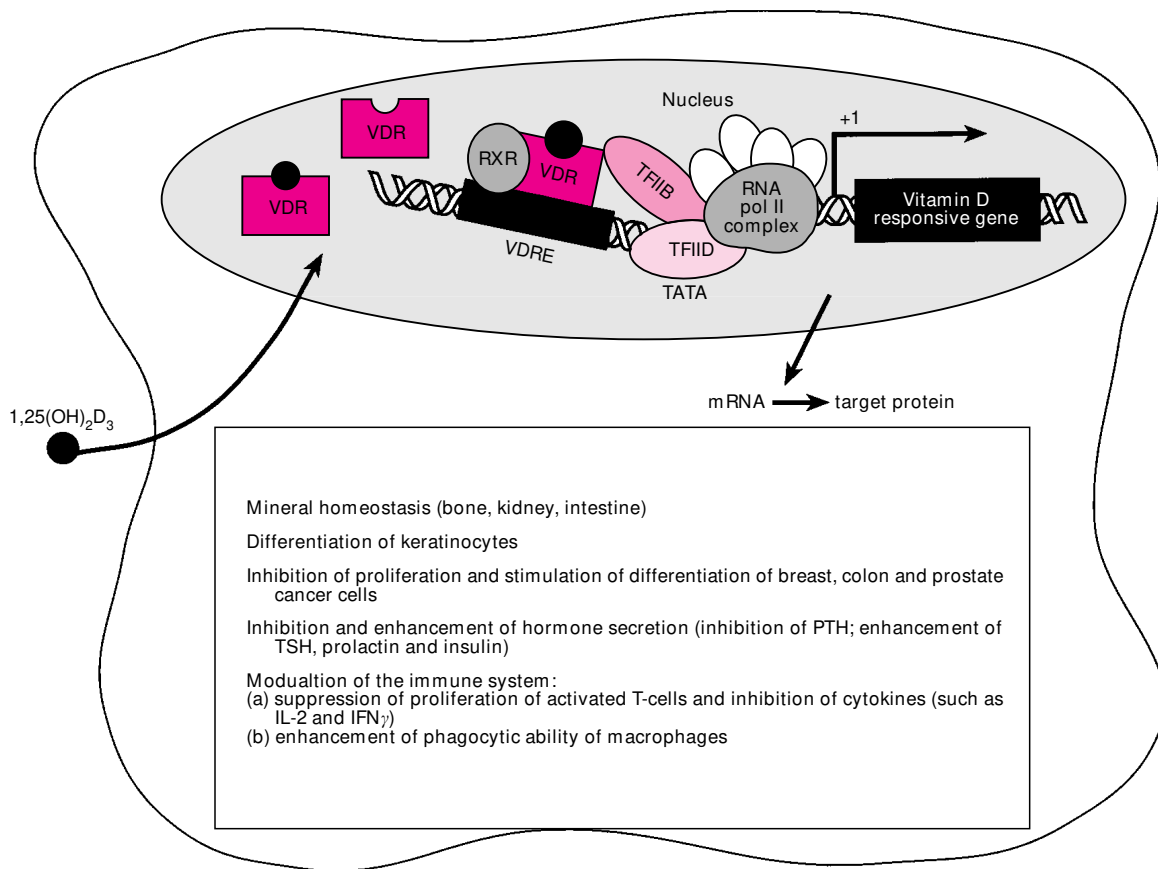 Nucleus
+1
VDR
RXR
VDR
TFIIB
RNA
pol II
complex
Vitamin D
responsive gene
VDR
VDRE
TFIID
TATA
mRNA
target protein
1,25(OH)₂D₃
Mineral homeostasis (bone, kidney, intestine)
Differentiation of keratinocytes
Inhibition of proliferation and stimulation of differentiation of breast, colon and prostate
cancer cells
Inhibition and enhancement of hormone secretion (inhibition of PTH; enhancement of
TSH, prolactin and insulin)
Modualtion of the immune system:
(a) suppression of proliferation of activated T-cells and inhibition of cytokines (such as
IL-2 and IFNγ)
(b) enhancement of phagocytic ability of macrophages